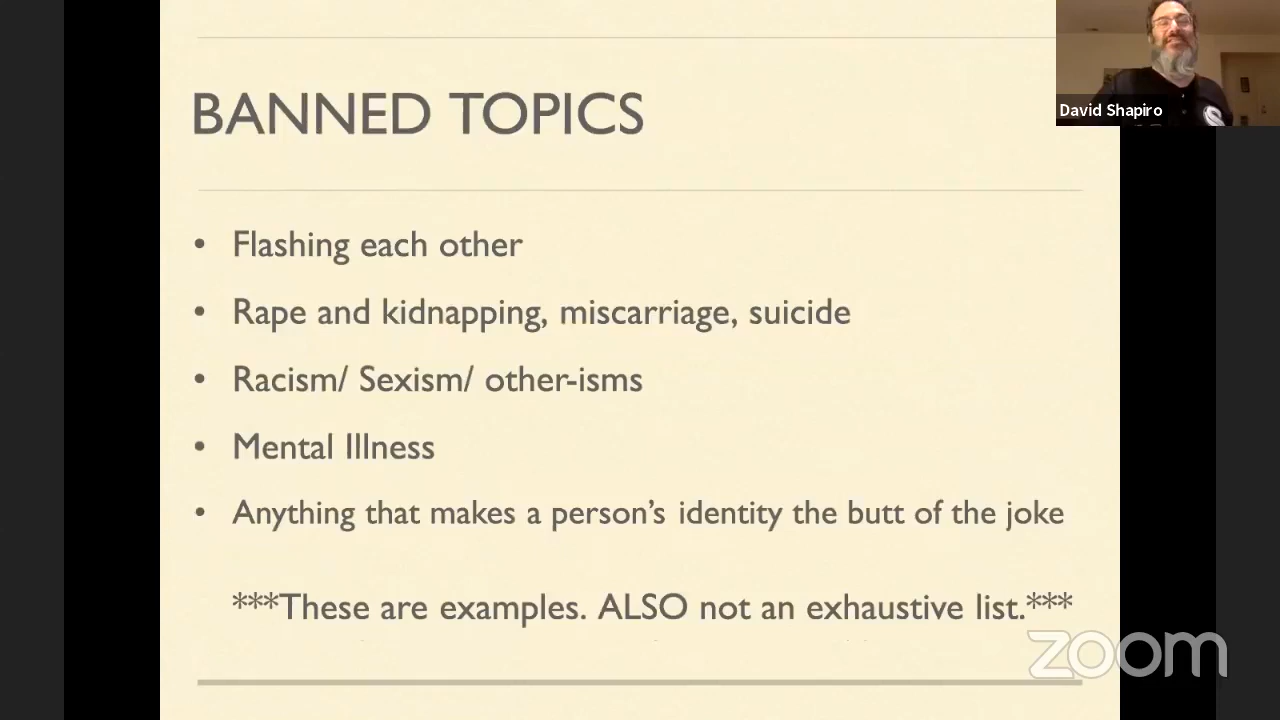 BANNED TOPICS
David Shapiro
• Flashing each other
• Rape and kidnapping, miscarriage, suicide
• Racism/ Sexism/ other-isms
• Mental Illness
• Anything that makes a person's identity the butt of the joke
***These are examples. ALSO not an exhaustive list.***
zoom